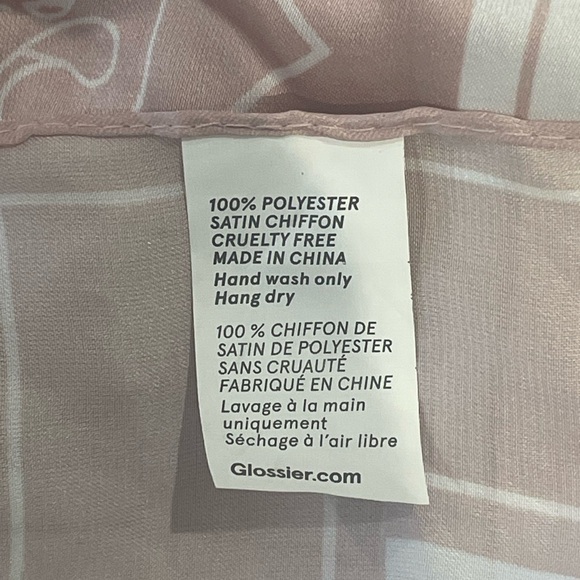 100% POLYESTER
SATIN CHIFFON
CRUELTY FREE
MADE IN CHINA
Hand wash only
Hang dry
100 % CHIFFON DE
SATIN DE POLYESTER
SANS CRUAUTÉ
FABRIQUÉ EN CHINE
Lavage à la main
uniquement
Séchage à l'air libre
Glossier.com